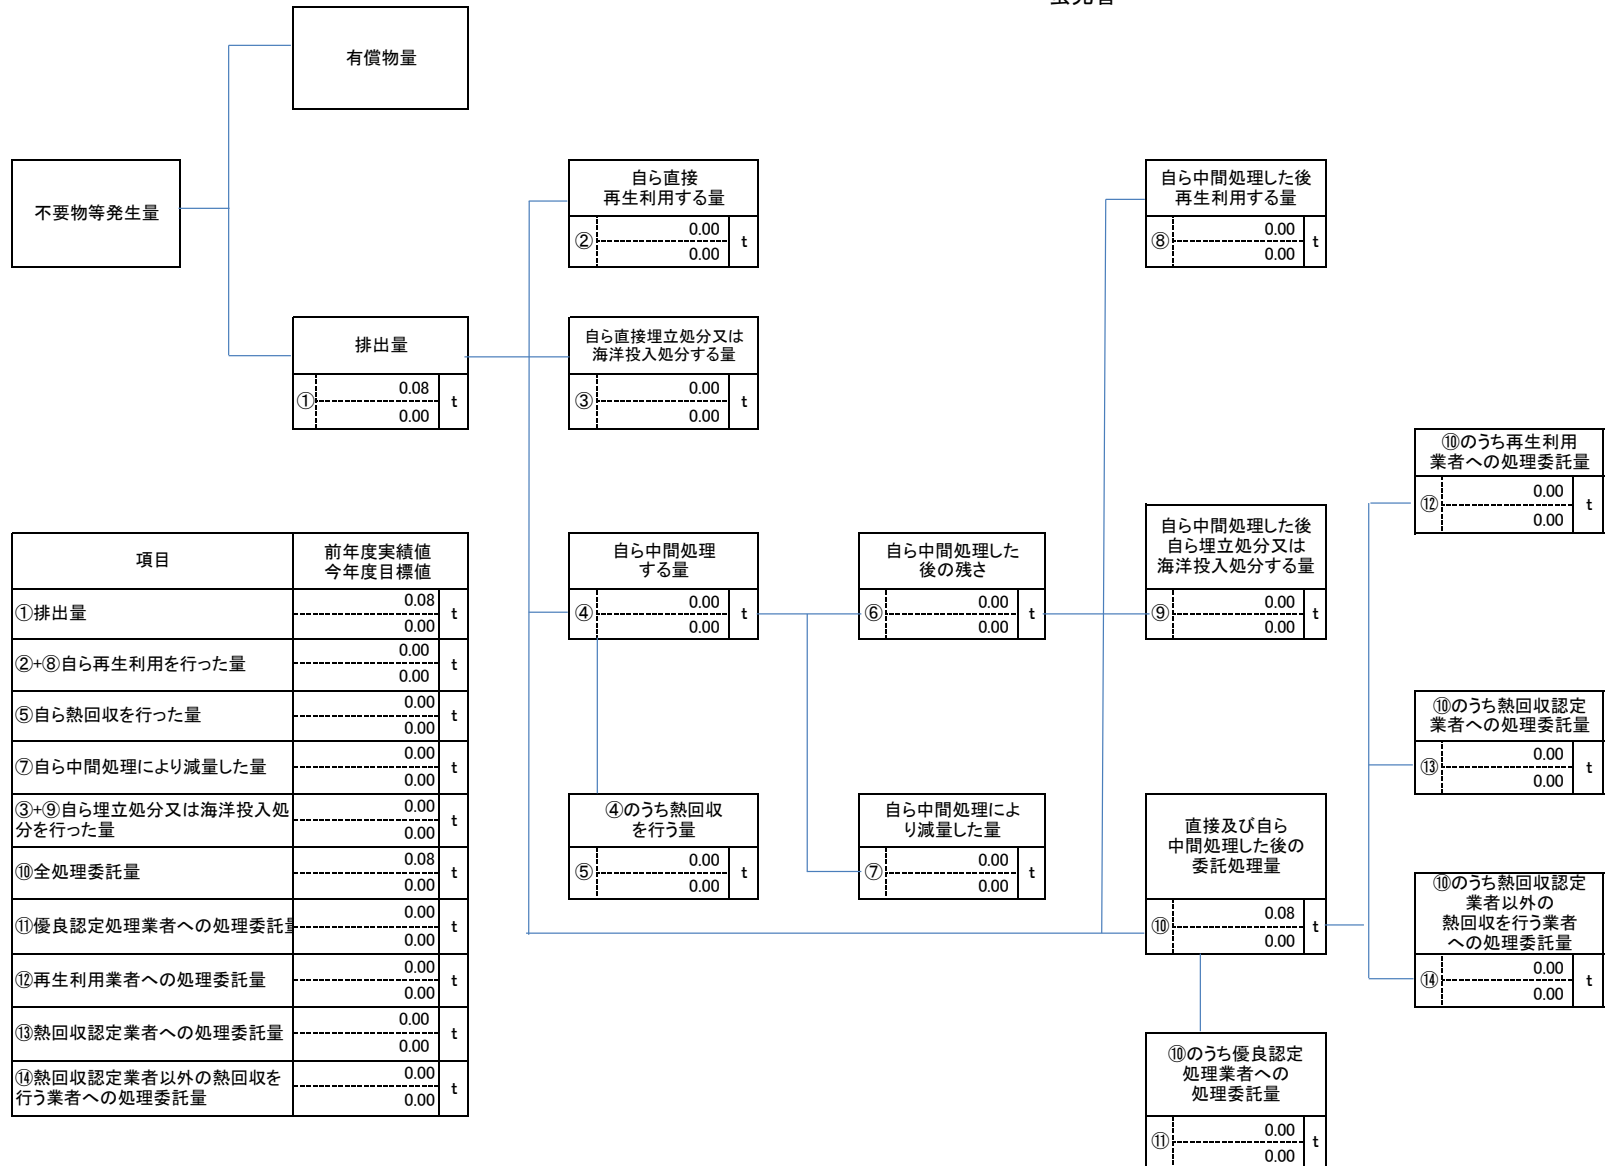 有償物量
不要物等発生量
自ら直接
再生利用する量
② 0.00 t
0.00
自ら中間処理した後
再生利用する量
⑧ 0.00 t
0.00
排出量
① 0.08 t
0.00
自ら直接埋立処分又は
海洋投入処分する量
③ 0.00 t
0.00
⑩のうち再生利用
業者への処理委託量
⑫ 0.00 t
0.00
項目
前年度実績値
今年度目標値
①排出量 0.08 t
0.00
②+⑧自ら再生利用を行った量 0.00 t
0.00
⑤自ら熱回収を行った量 0.00 t
0.00
⑦自ら中間処理により減量した量 0.00 t
0.00
③+⑨自ら埋立処分又は海洋投入処
分を行った量 0.00 t
0.00
⑩全処理委託量 0.08 t
0.00
⑪優良認定処理業者への処理委託 0.00 t
0.00
⑫再生利用業者への処理委託量 0.00 t
0.00
⑬熱回収認定業者への処理委託量 0.00 t
0.00
⑭熱回収認定業者以外の熱回収を
行う業者への処理委託量 0.00 t
0.00
自ら中間処理
する量
④ 0.00 t
0.00
自ら中間処理した
後の残さ
⑥ 0.00 t
0.00
自ら中間処理した後
自ら埋立処分又は
海洋投入処分する量
⑨ 0.00 t
0.00
⑩のうち熱回収認定
業者への処理委託量
⑬ 0.00 t
0.00
④のうち熱回収
を行う量
⑤ 0.00 t
0.00
自ら中間処理によ
り減量した量
⑦ 0.00 t
0.00
直接及び自ら
中間処理した後の
委託処理量
⑩ 0.08 t
0.00
⑩のうち熱回収認定
業者以外の
熱回収を行う業者
への処理委託量
⑭ 0.00 t
0.00
⑩のうち優良認定
処理業者への
処理委託量
⑪ 0.00 t
0.00